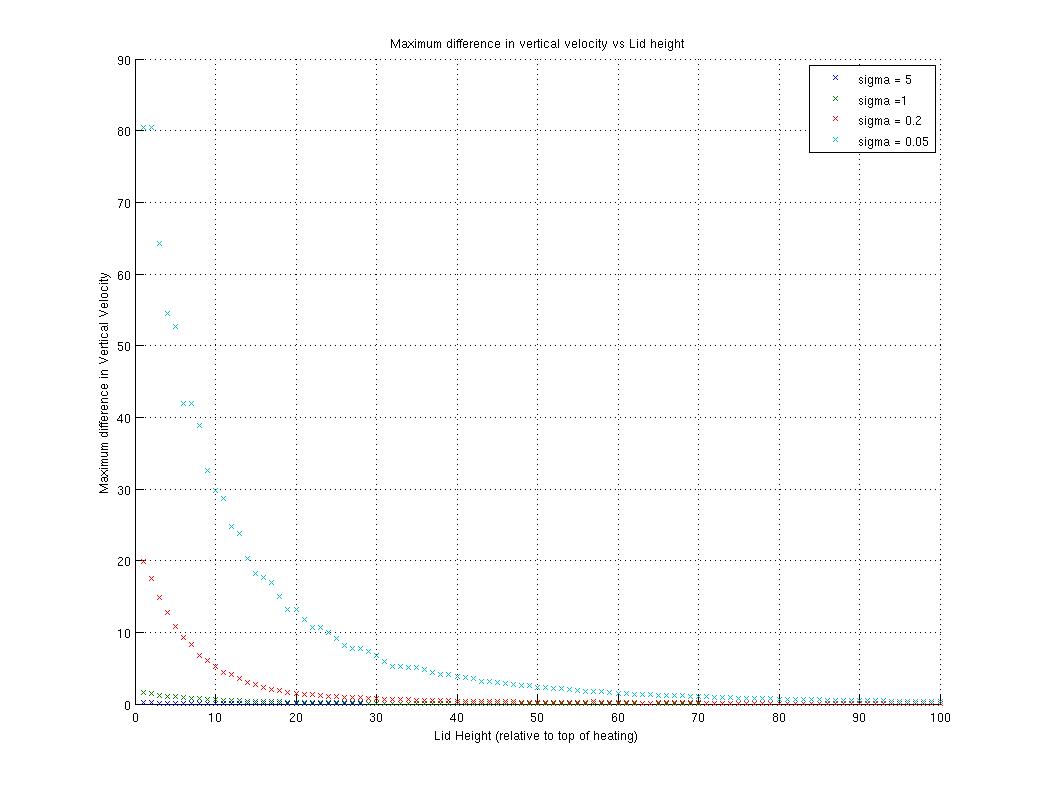 Maximum difference in vertical velocity vs Lid height
sigma = 5
sigma =1
sigma = 0.2
sigma = 0.05
Maximum difference in Vertical Velocity
90
80
70
60
50
40
30
20
10
0
0 10 20 30 40 50 60 70 80 90 100
Lid Height (relative to top of heating)